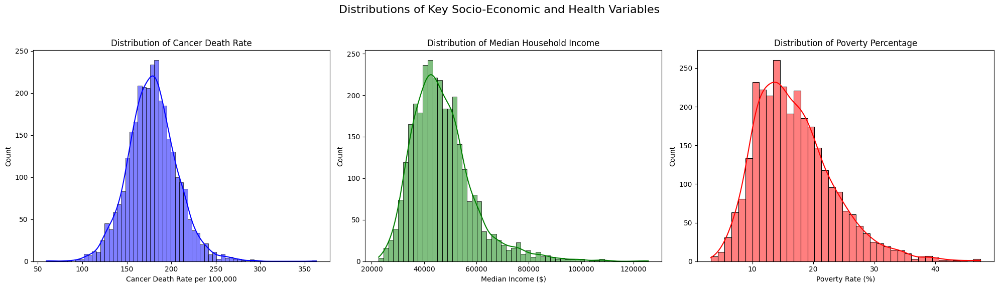 Distributions of Key Socio-Economic and Health Variables
Distribution of Cancer Death Rate
250
200
150
100
50
0
Count
50 100 150 200 250 300 350
Cancer Death Rate per 100,000
Distribution of Median Household Income
250
200
150
100
50
0
Count
20000 40000 60000 80000 100000 120000
Median Income ($)
Distribution of Poverty Percentage
250
200
150
100
50
0
Count
10 20 30 40
Poverty Rate (%)